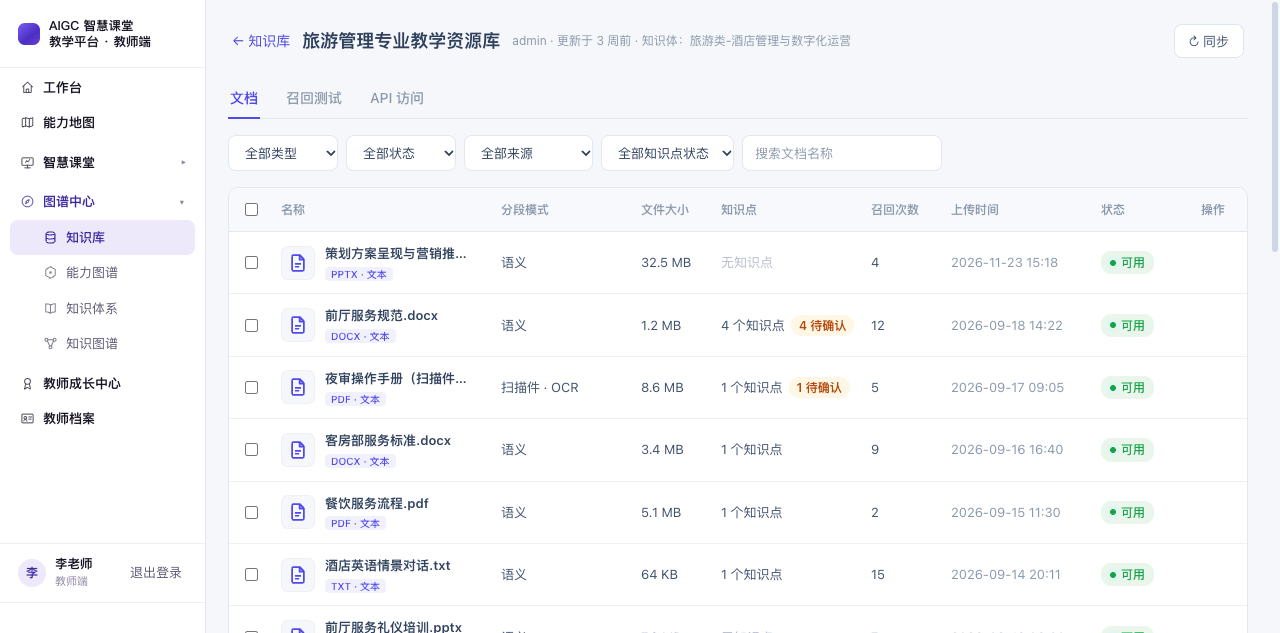 AIGC 智慧课堂
教学平台 · 教师端
工作台
能力地图
智慧课堂
图谱中心
知识库
能力图谱
知识体系
知识图谱
教师成长中心
教师档案
李
李老师
教师端
退出登录
← 知识库
旅游管理专业教学资源库
admin · 更新于 3 周前 · 知识体：旅游类-酒店管理与数字化运营
同步
文档
召回测试
API 访问
全部类型
全部状态
全部来源
全部知识点状态
搜索文档名称
名称 分段模式 文件大小 知识点 召回次数 上传时间 状态 操作
策划方案呈现与营销推...
PPTX · 文本
语义 32.5 MB 无知识点 4 2026-11-23 15:18 可用
前厅服务规范.docx
DOCX · 文本
语义 1.2 MB 4 个知识点 4 待确认 12 2026-09-18 14:22 可用
夜审操作手册（扫描件...
PDF · 文本
扫描件 · OCR 8.6 MB 1 个知识点 1 待确认 5 2026-09-17 09:05 可用
客房部服务标准.docx
DOCX · 文本
语义 3.4 MB 1 个知识点 9 2026-09-16 16:40 可用
餐饮服务流程.pdf
PDF · 文本
语义 5.1 MB 1 个知识点 2 2026-09-15 11:30 可用
酒店英语情景对话.txt
TXT · 文本
语义 64 KB 1 个知识点 15 2026-09-14 20:11 可用
前厅服务礼仪培训.pptx